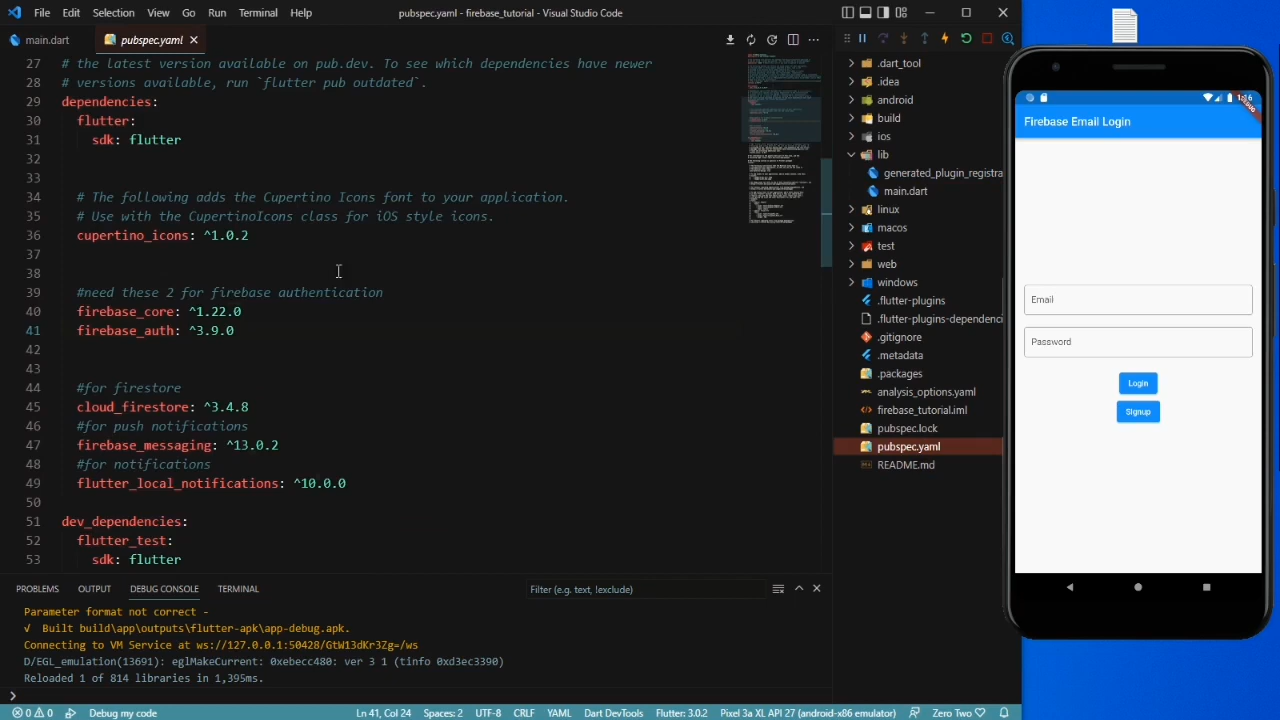 File Edit Selection View Go Run Terminal Help
pubspec.yaml - firebase_tutorial - Visual Studio Code
main.dart
pubspec.yaml
27 # the latest version available on pub.dev. To see which dependencies have newer
28 # versions available, run `flutter pub outdated`.
29 dependencies:
30 flutter:
31 sdk: flutter
32
33
34 # The following adds the Cupertino Icons font to your application.
35 # Use with the CupertinoIcons class for iOS style icons.
36 cupertino_icons: ^1.0.2
37
38
39 #need these 2 for firebase authentication
40 firebase_core: ^1.22.0
41 firebase_auth: ^3.9.0
42
43
44 #for firestore
45 cloud_firestore: ^3.4.8
46 #for push notifications
47 firebase_messaging: ^13.0.2
48 #for notifications
49 flutter_local_notifications: ^10.0.0
50
51 dev_dependencies:
52 flutter_test:
53 sdk: flutter
.dart_tool
.idea
android
build
ios
lib
generated_plugin_registra
main.dart
linux
macos
test
web
windows
.flutter-plugins
.flutter-plugins-dependenci
.gitignore
.metadata
.packages
analysis_options.yaml
firebase_tutorial.iml
pubspec.lock
pubspec.yaml
README.md
PROBLEMS OUTPUT DEBUG CONSOLE TERMINAL
Filter (e.g. text, !exclude)
Parameter format not correct -
√ Built build\app\outputs\flutter-apk\app-debug.apk.
Connecting to VM Service at ws://127.0.0.1:50428/GtW13dKr3Zg=/ws
D/EGL_emulation(13691): eglMakeCurrent: 0xebecc480: ver 3 1 (tinfo 0xd3ec3390)
Reloaded 1 of 814 libraries in 1,395ms.
0 0 Debug my code
Ln 41, Col 24 Spaces: 2 UTF-8 CRLF YAML Dart DevTools Flutter: 3.0.2 Pixel 3a XL API 27 (android-x86 emulator) Zero Two
Firebase Email Login
Email
Password
Login
Signup